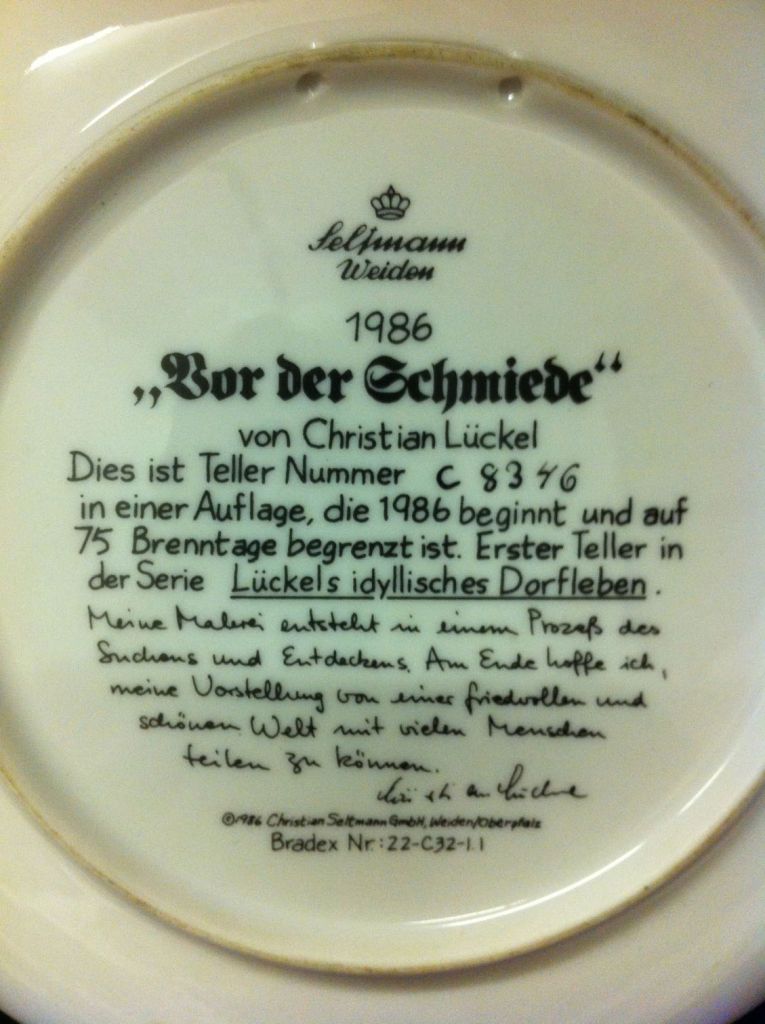 Seltmann
Weiden
1986
„Vor der Schmiede“
von Christian Lückel
Dies ist Teller Nummer C 8346
in einer Auflage, die 1986 beginnt und auf
75 Brenntage begrenzt ist. Erster Teller in
der Serie Lückels idyllisches Dorfleben.
Meine Malerei entsteht in einem Prozeß des
Suchens und Entdeckens. Am Ende hoffe ich,
meine Vorstellung von einer friedvollen und
schönen Welt mit vielen Menschen
teilen zu können.
Christian Lückel
©1986 Christian Seltmann GmbH, Weiden/Oberpfalz
Bradex Nr.: 22-C32-1.1